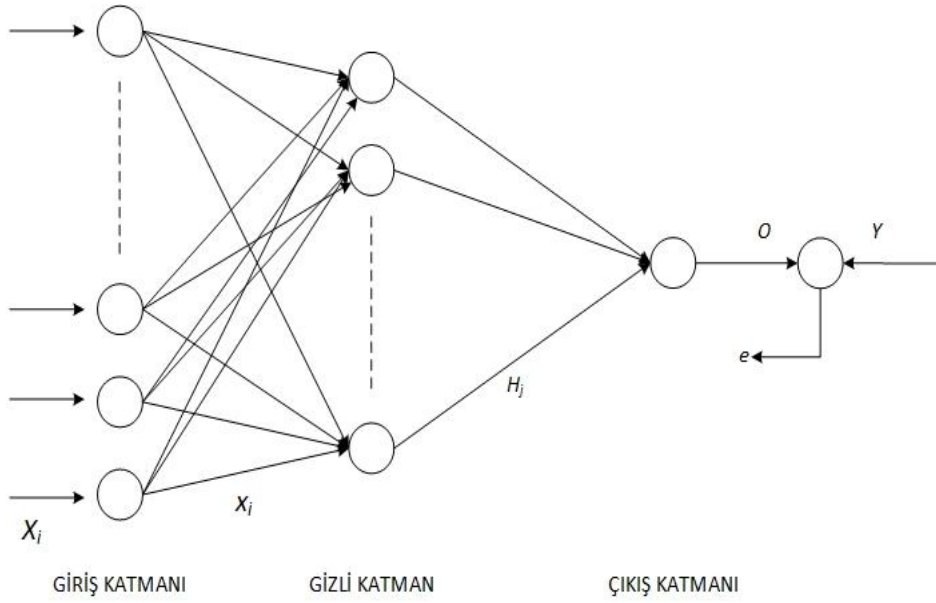 O
Y
e
H_j
X_i
X_i
GİRİŞ KATMANI
GİZLİ KATMAN
ÇIKIŞ KATMANI